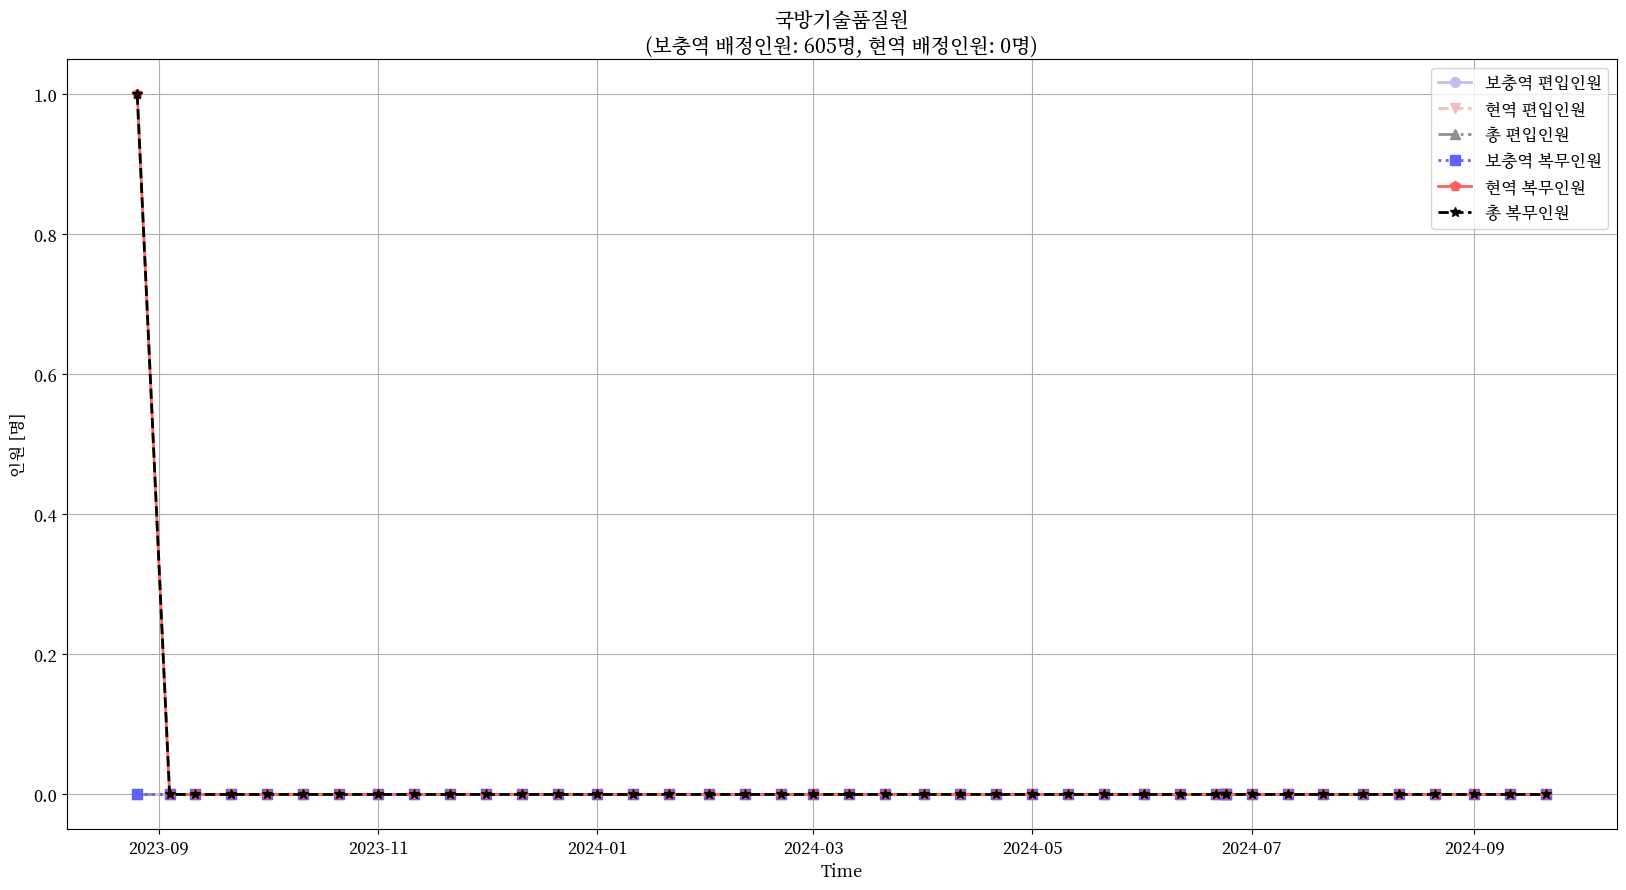 국방기술품질원
(보충역 배정인원: 605명, 현역 배정인원: 0명)
보충역 편입인원
현역 편입인원
총 편입인원
보충역 복무인원
현역 복무인원
총 복무인원
인원 [명]
1.0
0.8
0.6
0.4
0.2
0.0
2023-09
2023-11
2024-01
2024-03
2024-05
2024-07
2024-09
Time